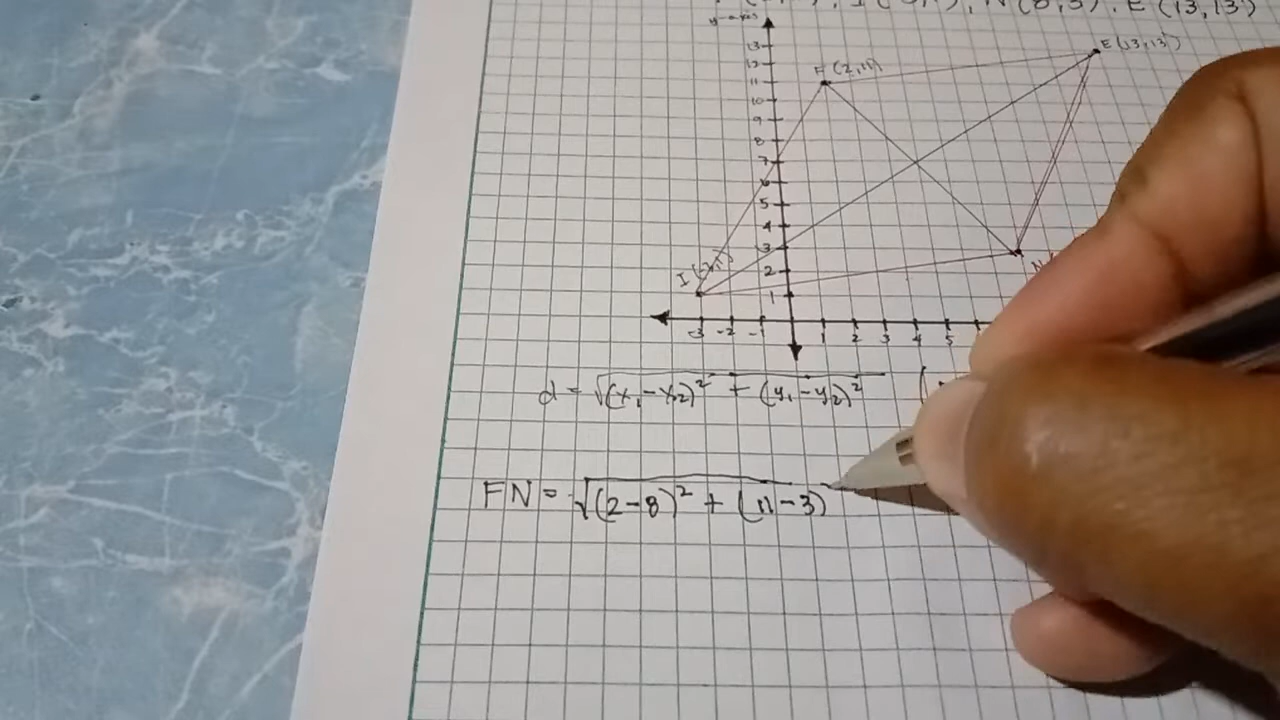 N(8,3), E(13,13)
y-axis
E(13,13)
F(2,11)
13
12
11
10
9
8
7
6
5
4
3
2
1
-3 -2 -1 1 2 3 4 5
d = √(x₁-x₂)² + (y₁-y₂)²
FN = √(2-8)² + (11-3)